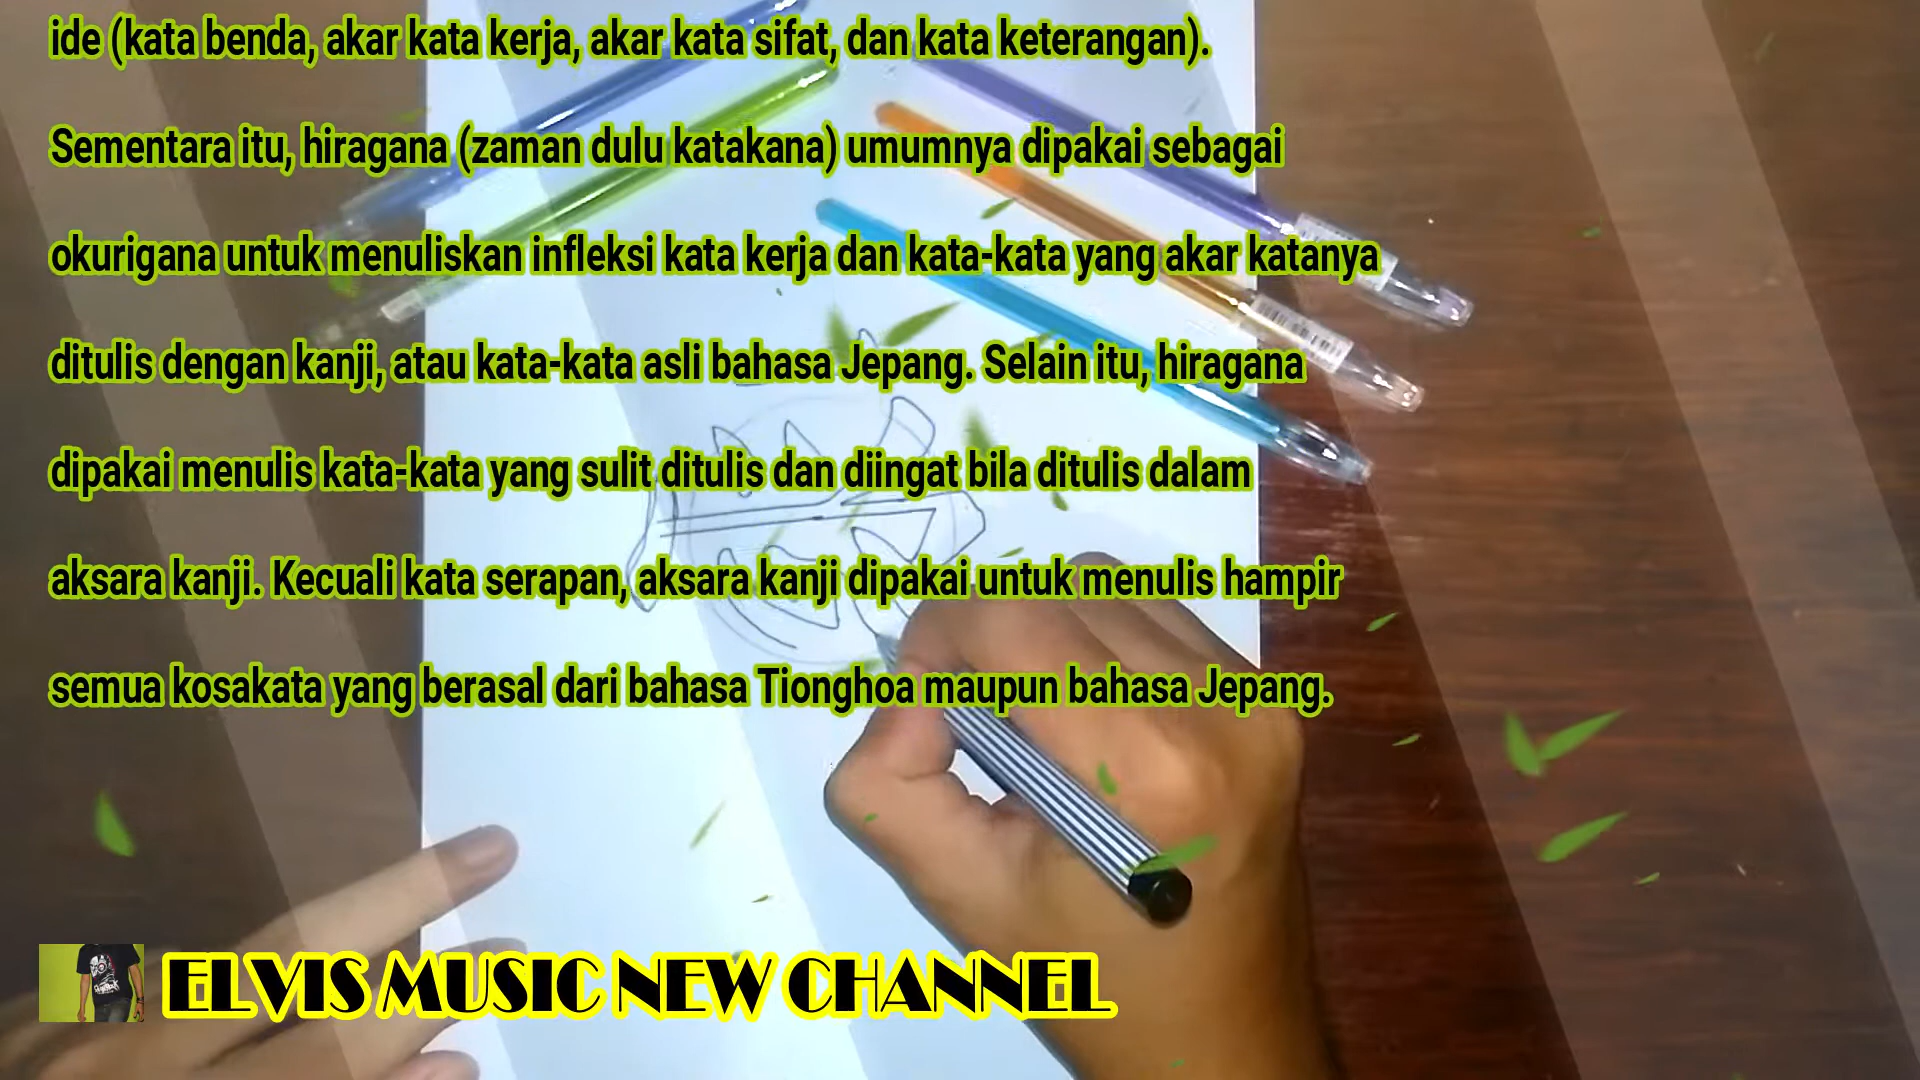 ide (kata benda, akar kata kerja, akar kata sifat, dan kata keterangan).
Sementara itu, hiragana (zaman dulu katakana) umumnya dipakai sebagai
okurigana untuk menuliskan infleksi kata kerja dan kata-kata yang akar katanya
ditulis dengan kanji, atau kata-kata asli bahasa Jepang. Selain itu, hiragana
dipakai menulis kata-kata yang sulit ditulis dan diingat bila ditulis dalam
aksara kanji. Kecuali kata serapan, aksara kanji dipakai untuk menulis hampir
semua kosakata yang berasal dari bahasa Tionghoa maupun bahasa Jepang.
ELVIS MUSIC NEW CHANNEL